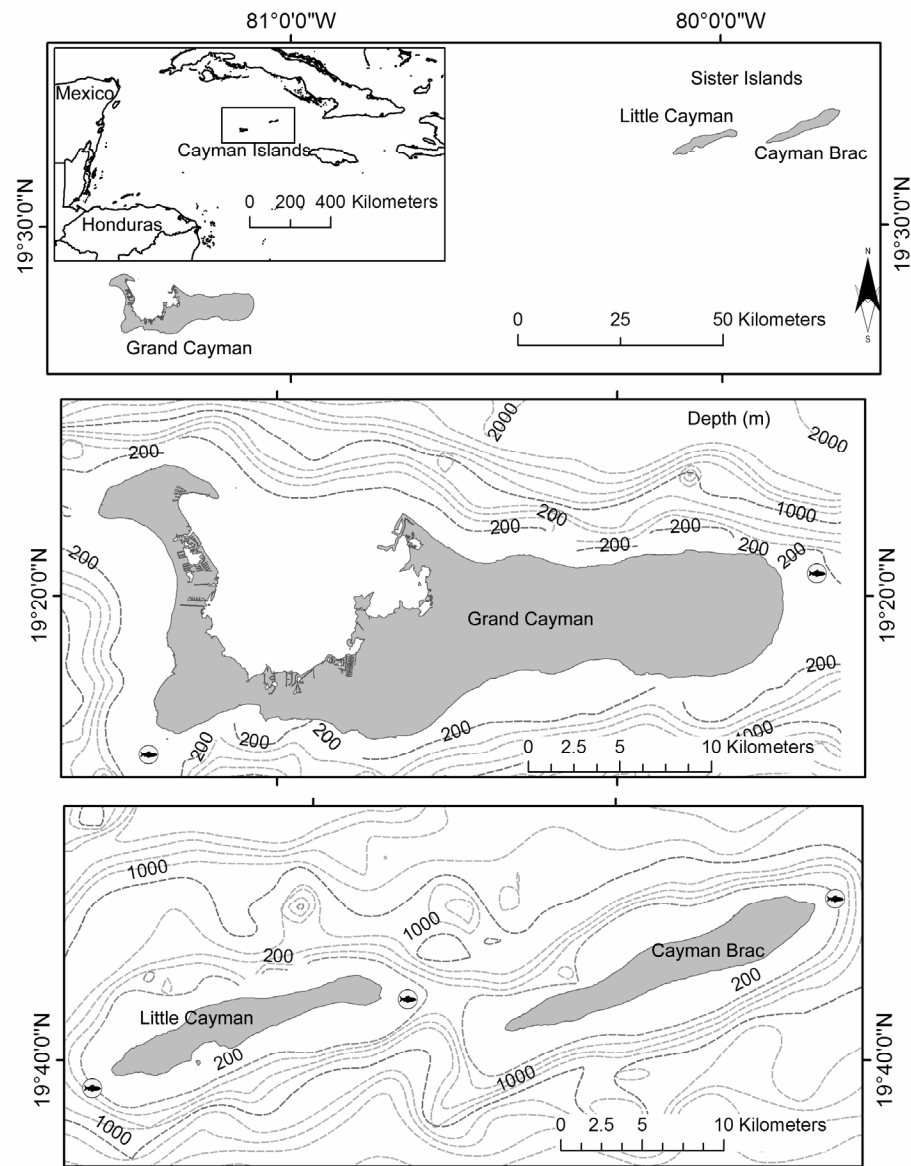 81°0'0"W 80°0'0"W
Sister Islands
Mexico
Little Cayman
Cayman Islands
Cayman Brac
0 200 400 Kilometers
Honduras
19°30'0"N 19°30'0"N
N
S
0 25 50 Kilometers
Grand Cayman
Depth (m)
2000 2000
200
1000
200 200 200
200 200 200
200
19°20'0"N 19°20'0"N
Grand Cayman
200
200
1000
200 200 200
0 2.5 5 10 Kilometers
1000
1000
200
Cayman Brac
200
Little Cayman
200
19°40'0"N 19°40'0"N
1000
1000
0 2.5 5 10 Kilometers